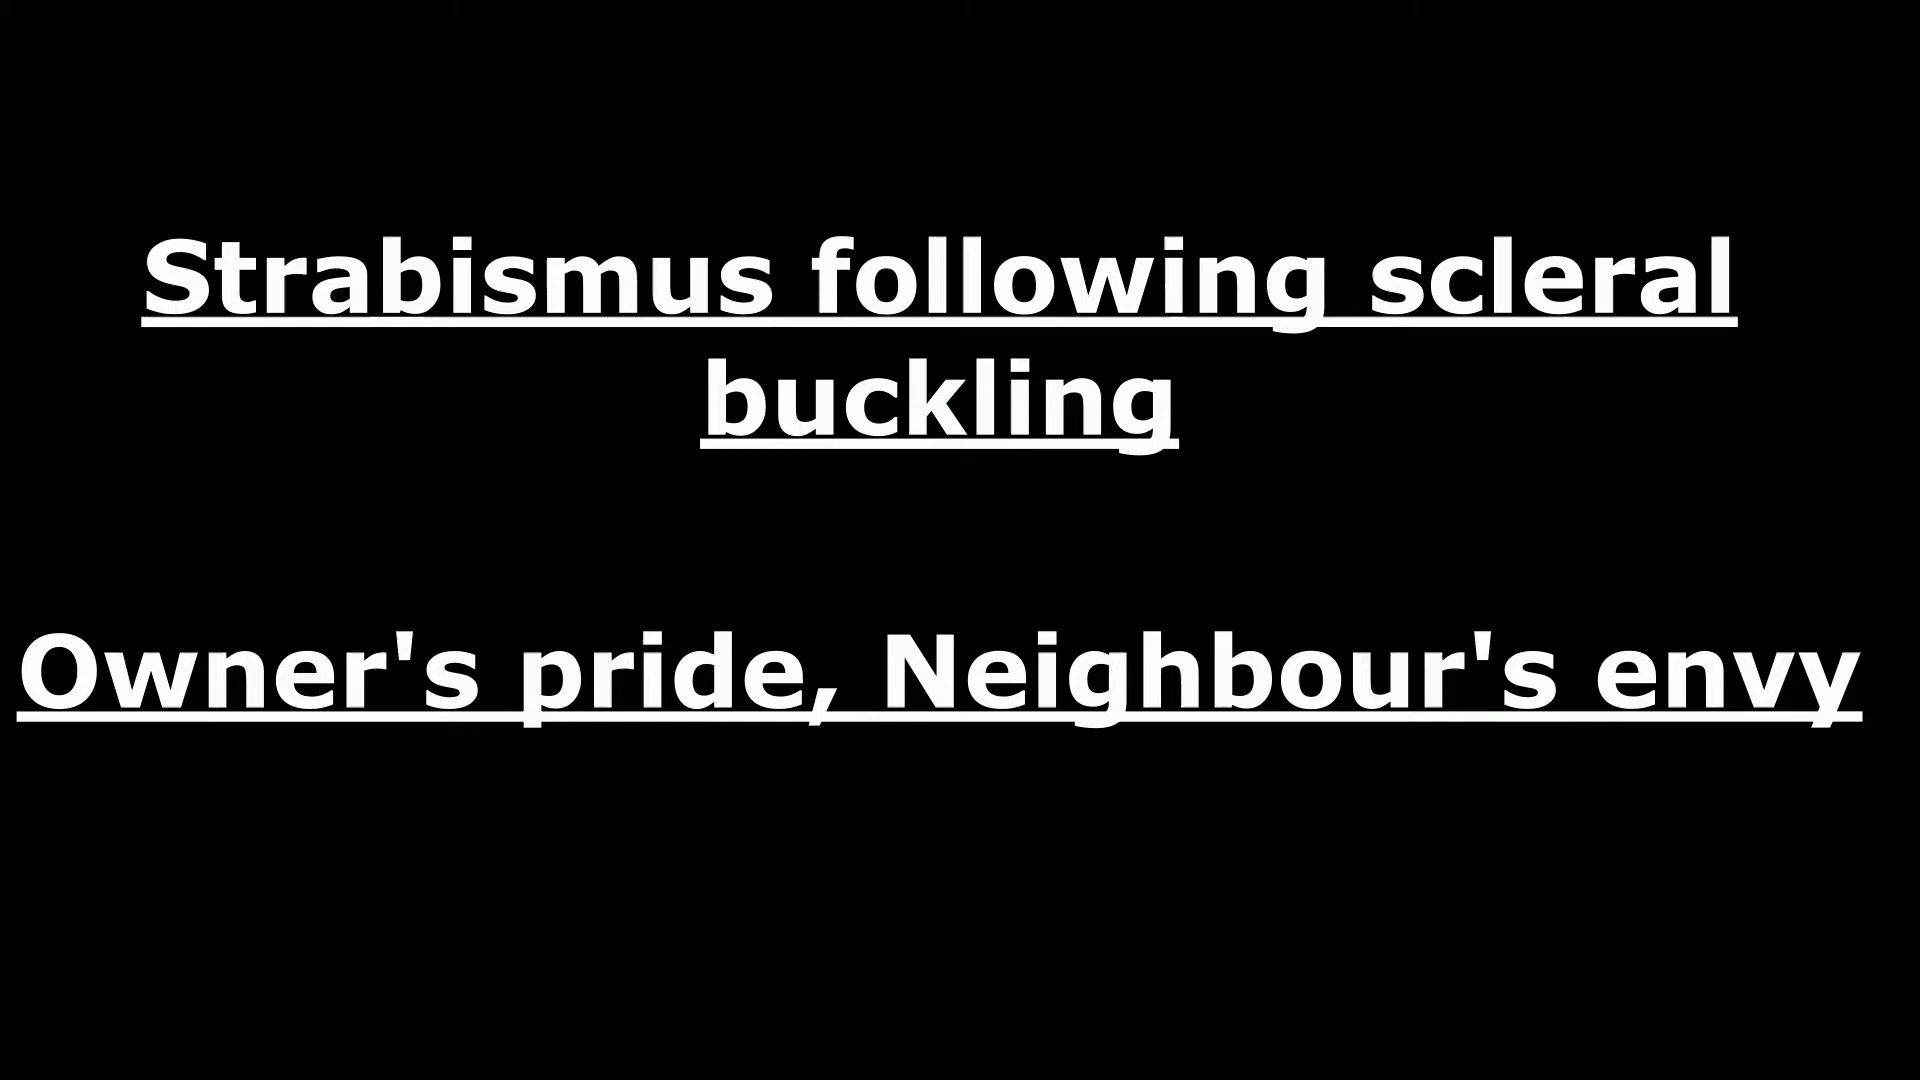 Strabismus following scleral
buckling
Owner's pride, Neighbour's envy